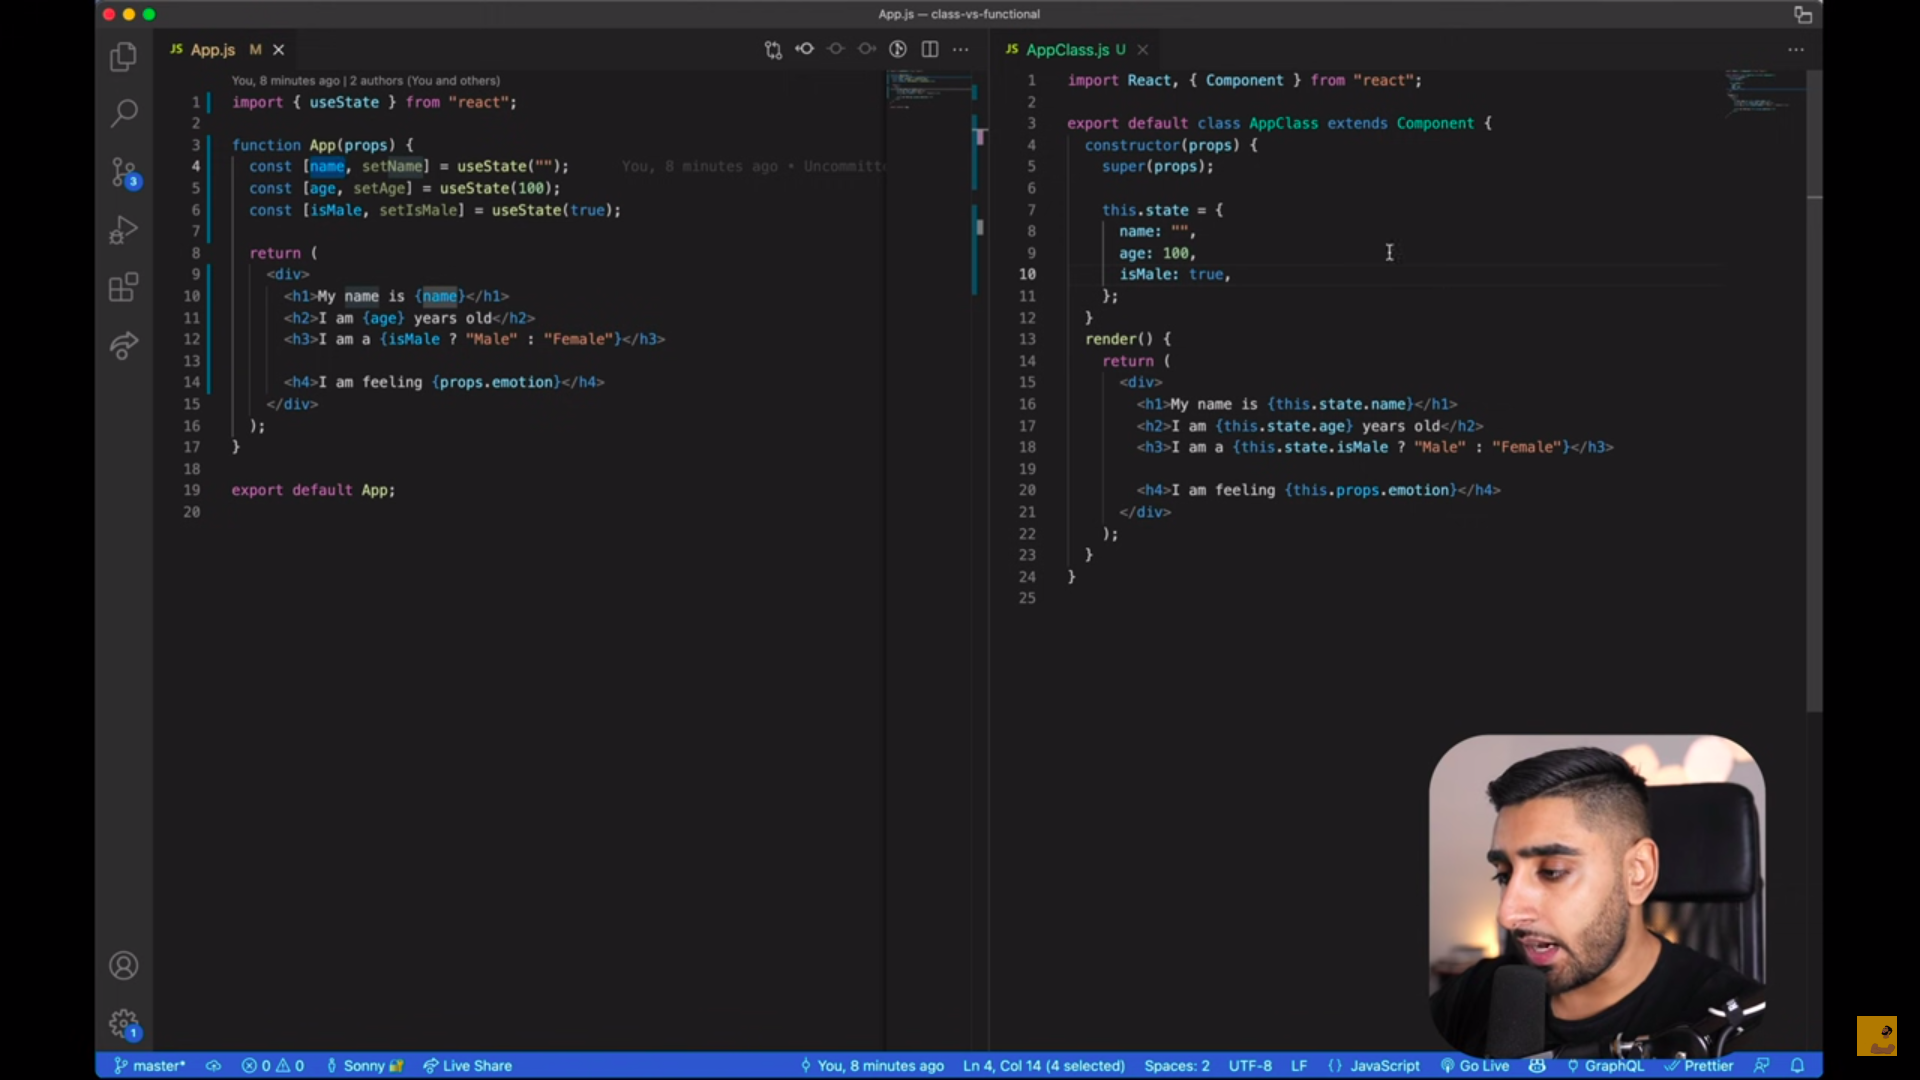 App.js — class-vs-functional
JS App.js M
JS AppClass.js U
You, 8 minutes ago | 2 authors (You and others)
1 import { useState } from "react";
2
3 function App(props) {
4 const [name, setName] = useState(""); You, 8 minutes ago • Uncommitte
5 const [age, setAge] = useState(100);
6 const [isMale, setIsMale] = useState(true);
7
8 return (
9 <div>
10 <h1>My name is {name}</h1>
11 <h2>I am {age} years old</h2>
12 <h3>I am a {isMale ? "Male" : "Female"}</h3>
13
14 <h4>I am feeling {props.emotion}</h4>
15 </div>
16 );
17 }
18
19 export default App;
20
1 import React, { Component } from "react";
2
3 export default class AppClass extends Component {
4 constructor(props) {
5 super(props);
6
7 this.state = {
8 name: "",
9 age: 100,
10 isMale: true,
11 };
12 }
13 render() {
14 return (
15 <div>
16 <h1>My name is {this.state.name}</h1>
17 <h2>I am {this.state.age} years old</h2>
18 <h3>I am a {this.state.isMale ? "Male" : "Female"}</h3>
19
20 <h4>I am feeling {this.props.emotion}</h4>
21 </div>
22 );
23 }
24 }
25
3
1
master* 0 0 Sonny Live Share You, 8 minutes ago Ln 4, Col 14 (4 selected) Spaces: 2 UTF-8 LF {} JavaScript Go Live GraphQL Prettier